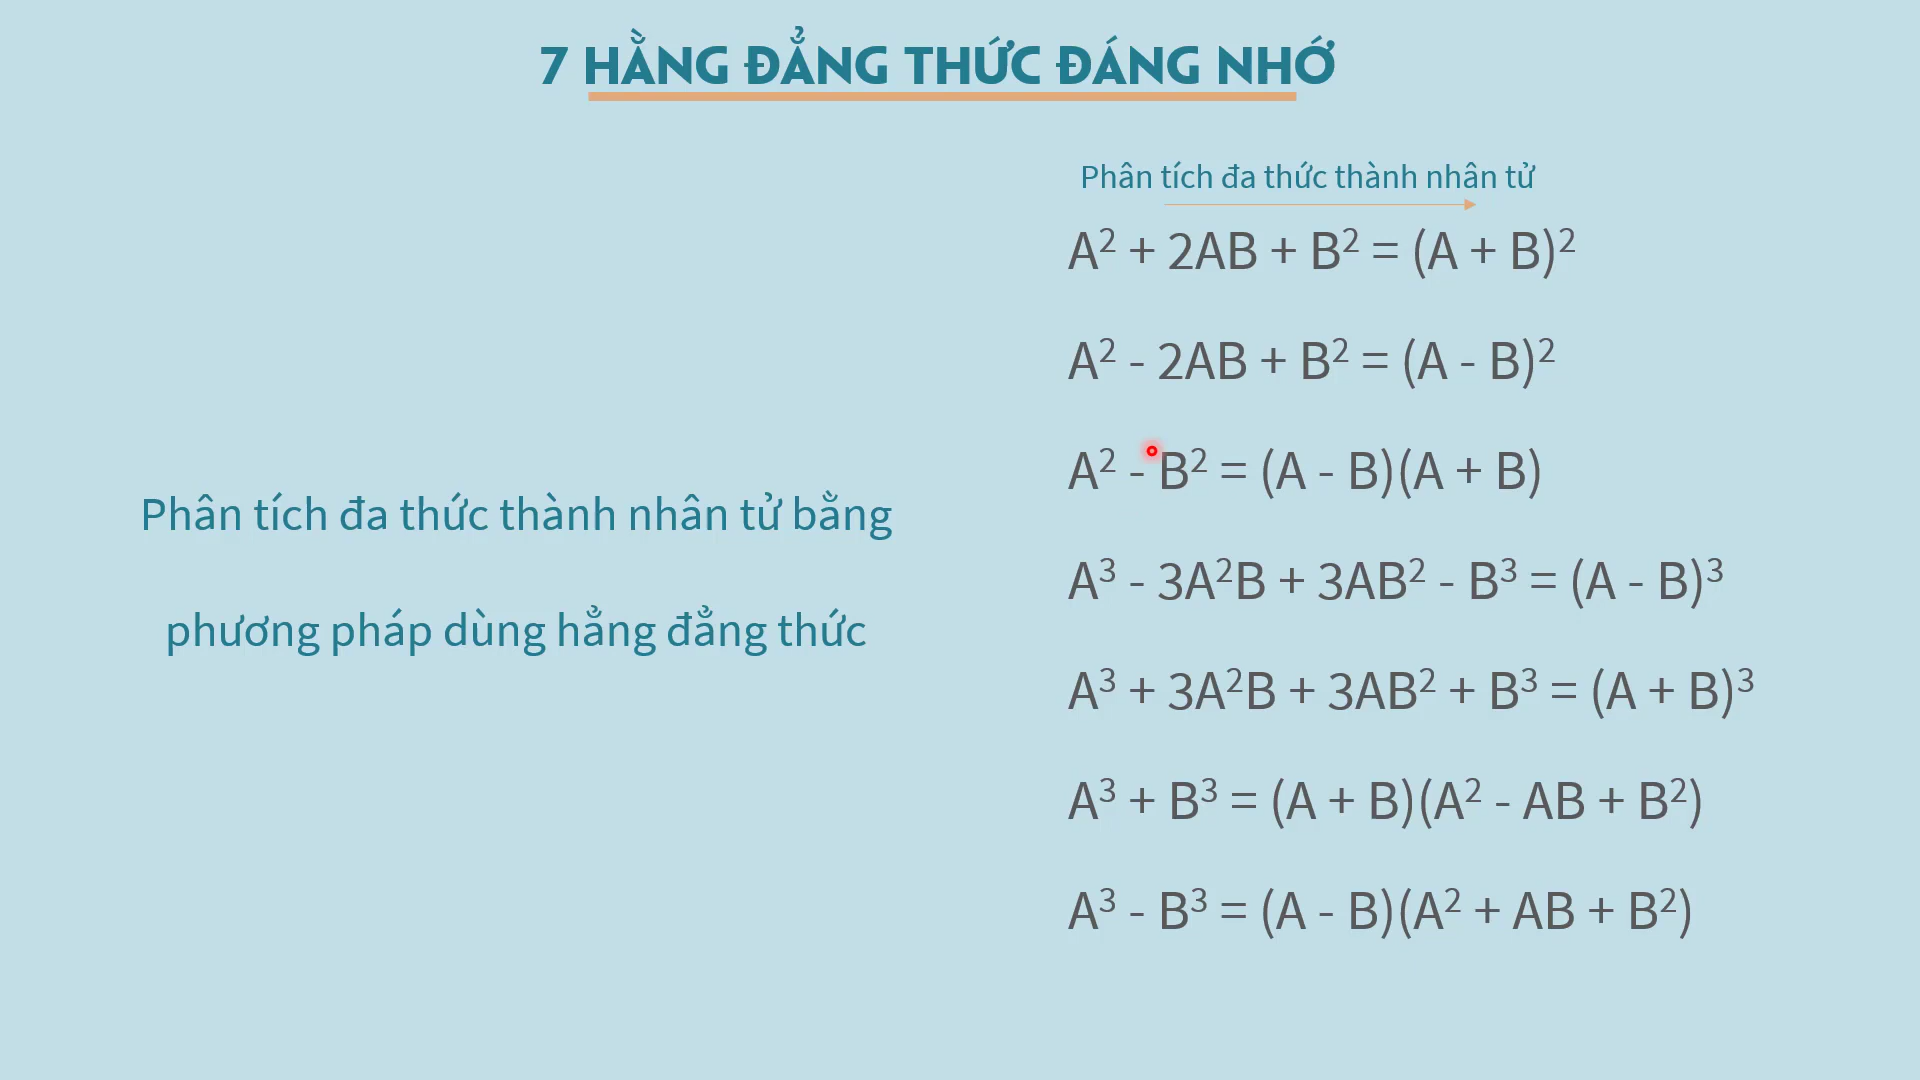 7 HẰNG ĐẲNG THỨC ĐÁNG NHỚ
Phân tích đa thức thành nhân tử bằng
phương pháp dùng hằng đẳng thức
Phân tích đa thức thành nhân tử
A² + 2AB + B² = (A + B)²
A² - 2AB + B² = (A - B)²
A² - B² = (A - B)(A + B)
A³ - 3A²B + 3AB² - B³ = (A - B)³
A³ + 3A²B + 3AB² + B³ = (A + B)³
A³ + B³ = (A + B)(A² - AB + B²)
A³ - B³ = (A - B)(A² + AB + B²)